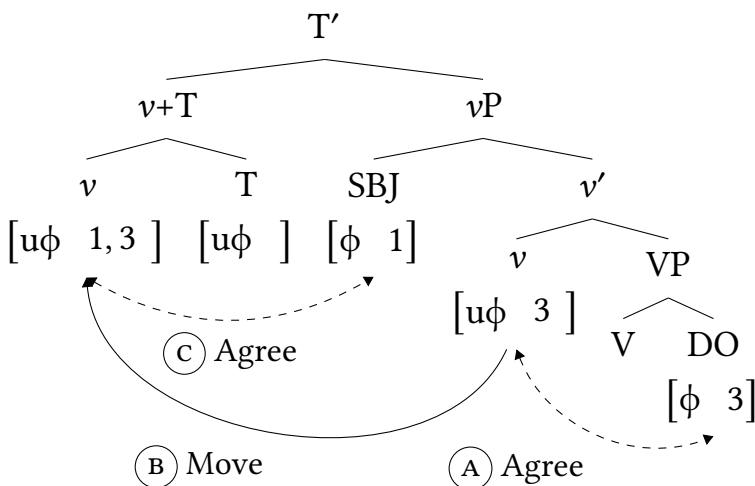 T′
v+T vP
v T SBJ v′
[uϕ 1, 3 ] [uϕ ] [ϕ 1] v VP
[uϕ 3 ] V DO
C Agree
[ϕ 3]
B Move A Agree